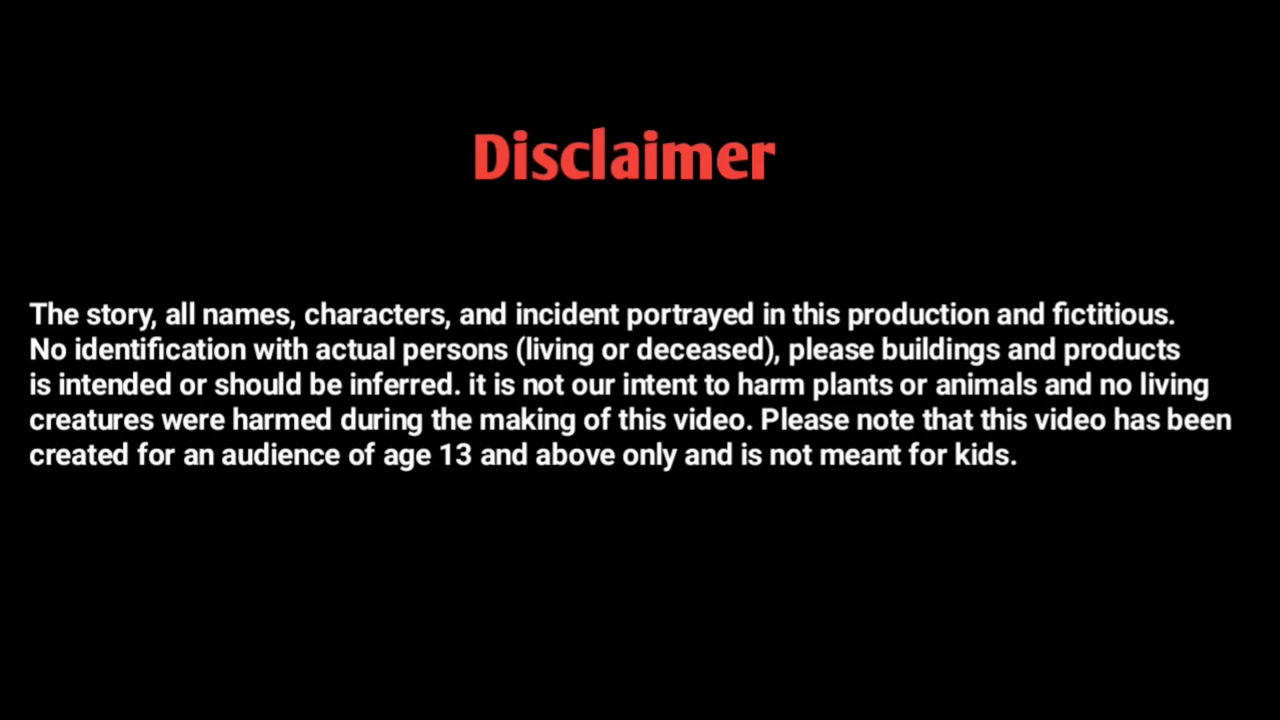 Disclaimer
The story, all names, characters, and incident portrayed in this production and fictitious.
No identification with actual persons (living or deceased), please buildings and products
is intended or should be inferred. it is not our intent to harm plants or animals and no living
creatures were harmed during the making of this video. Please note that this video has been
created for an audience of age 13 and above only and is not meant for kids.